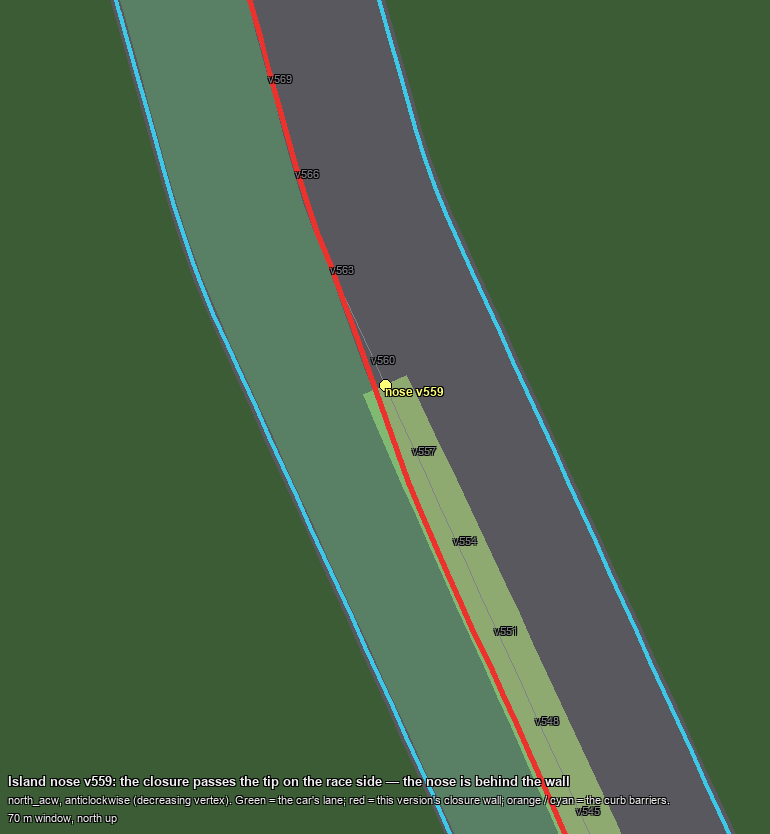 v569
v566
v563
v560
nose v559
v557
v554
v551
v548
Island nose v559: the closure passes the tip on the race side — the nose is behind the wall
north_acw, anticlockwise (decreasing vertex). Green = the car's lane; red = this version's closure wall; orange / cyan = the curb barriers.
v545
70 m window, north up